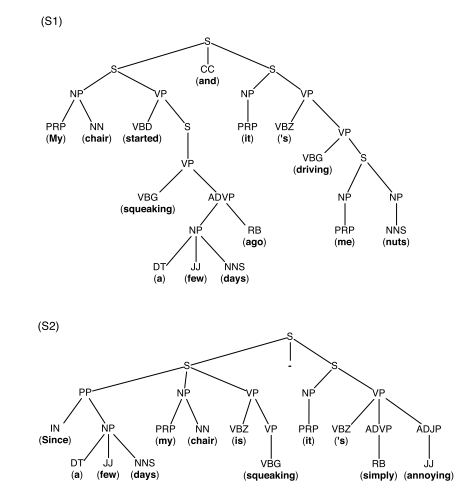 (S1)
S
S CC S
(and)
NP VP NP VP
PRP NN VBD S PRP VBZ VP
(My) (chair) (started) (it) ('s)
VP VBG S
(driving)
VBG ADVP NP NP
(squeaking)
NP RB PRP NNS
(ago) (me) (nuts)
DT JJ NNS
(a) (few) (days)
(S2)
S
S - S
PP NP VP NP VP
IN NP PRP NN VBZ VP PRP VBZ ADVP ADJP
(Since) (my) (chair) (is) (it) ('s)
DT JJ NNS VBG RB JJ
(a) (few) (days) (squeaking) (simply) (annoying)